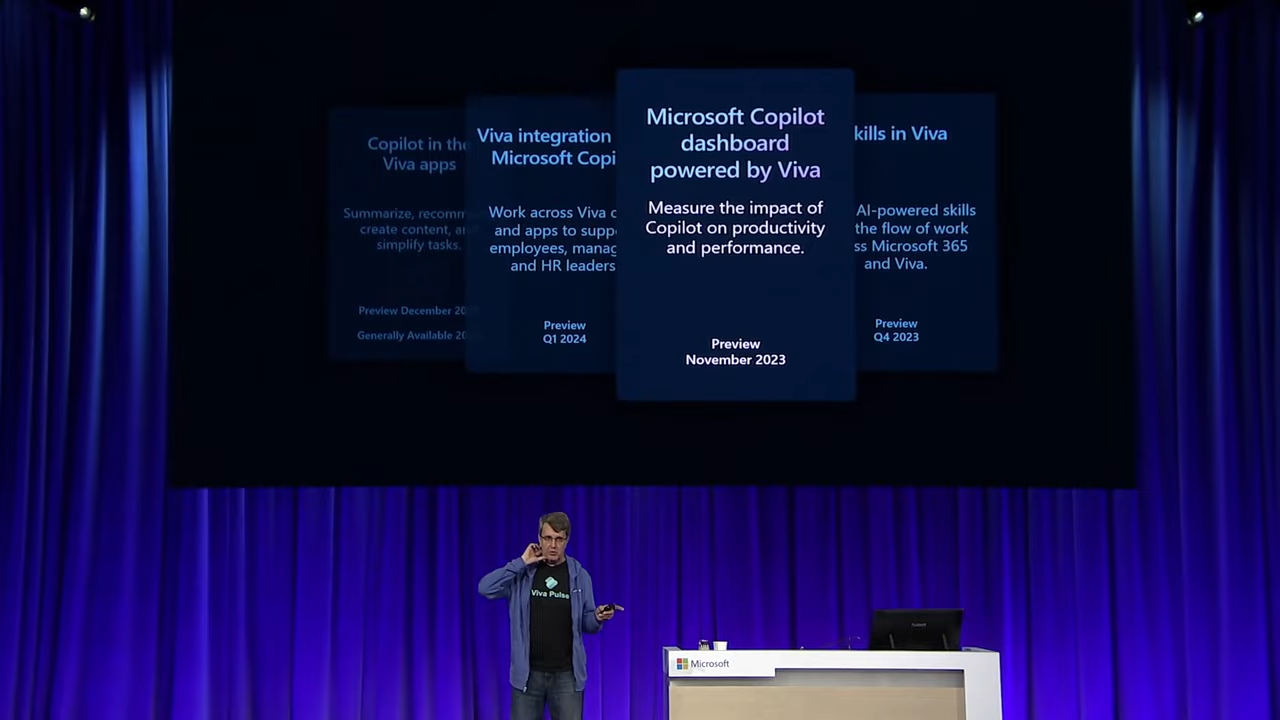 Copilot in the
Viva apps
Summarize, recomm
create content, an
simplify tasks.
Preview December 20
Generally Available 20
Viva integration
Microsoft Copi
Work across Viva
and apps to supp
employees, manag
and HR leaders
Preview
Q1 2024
Microsoft Copilot
dashboard
powered by Viva
Measure the impact of
Copilot on productivity
and performance.
Preview
November 2023
kills in Viva
AI-powered skills
the flow of work
ss Microsoft 365
and Viva.
Preview
Q4 2023
Viva Pulse
Microsoft